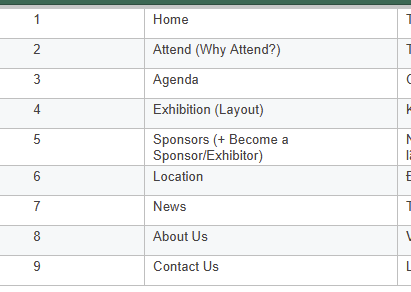 1 Home
2 Attend (Why Attend?)
3 Agenda
4 Exhibition (Layout)
5 Sponsors (+ Become a
Sponsor/Exhibitor)
6 Location
7 News
8 About Us
9 Contact Us